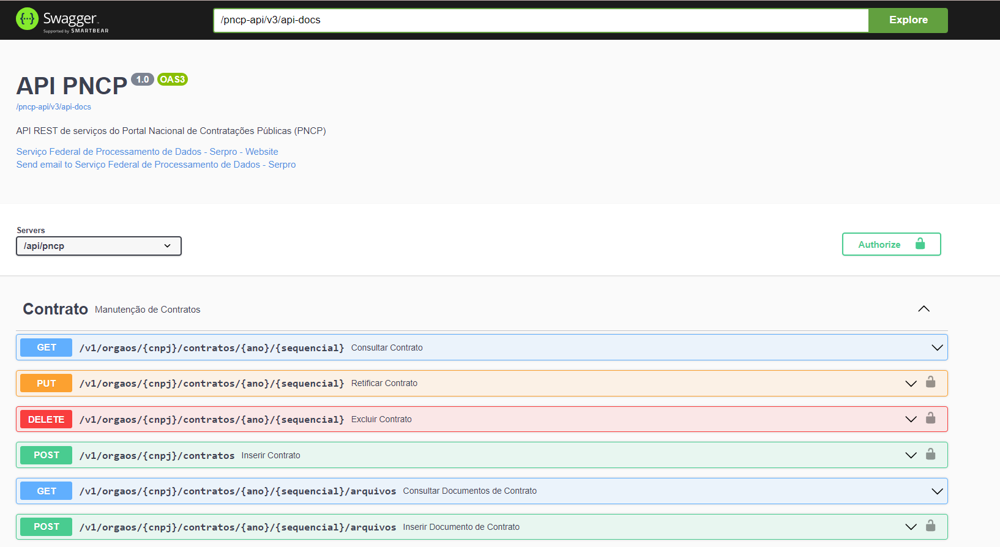 Swagger
Supported by SMARTBEAR
/pncp-api/v3/api-docs
Explore
API PNCP 1.0 OAS3
/pncp-api/v3/api-docs
API REST de serviços do Portal Nacional de Contratações Públicas (PNCP)
Serviço Federal de Processamento de Dados - Serpro - Website
Send email to Serviço Federal de Processamento de Dados - Serpro
Servers
/api/pncp
Authorize
Contrato Manutenção de Contratos
GET /v1/orgaos/{cnpj}/contratos/{ano}/{sequencial} Consultar Contrato
PUT /v1/orgaos/{cnpj}/contratos/{ano}/{sequencial} Retificar Contrato
DELETE /v1/orgaos/{cnpj}/contratos/{ano}/{sequencial} Excluir Contrato
POST /v1/orgaos/{cnpj}/contratos Inserir Contrato
GET /v1/orgaos/{cnpj}/contratos/{ano}/{sequencial}/arquivos Consultar Documentos de Contrato
POST /v1/orgaos/{cnpj}/contratos/{ano}/{sequencial}/arquivos Inserir Documento de Contrato